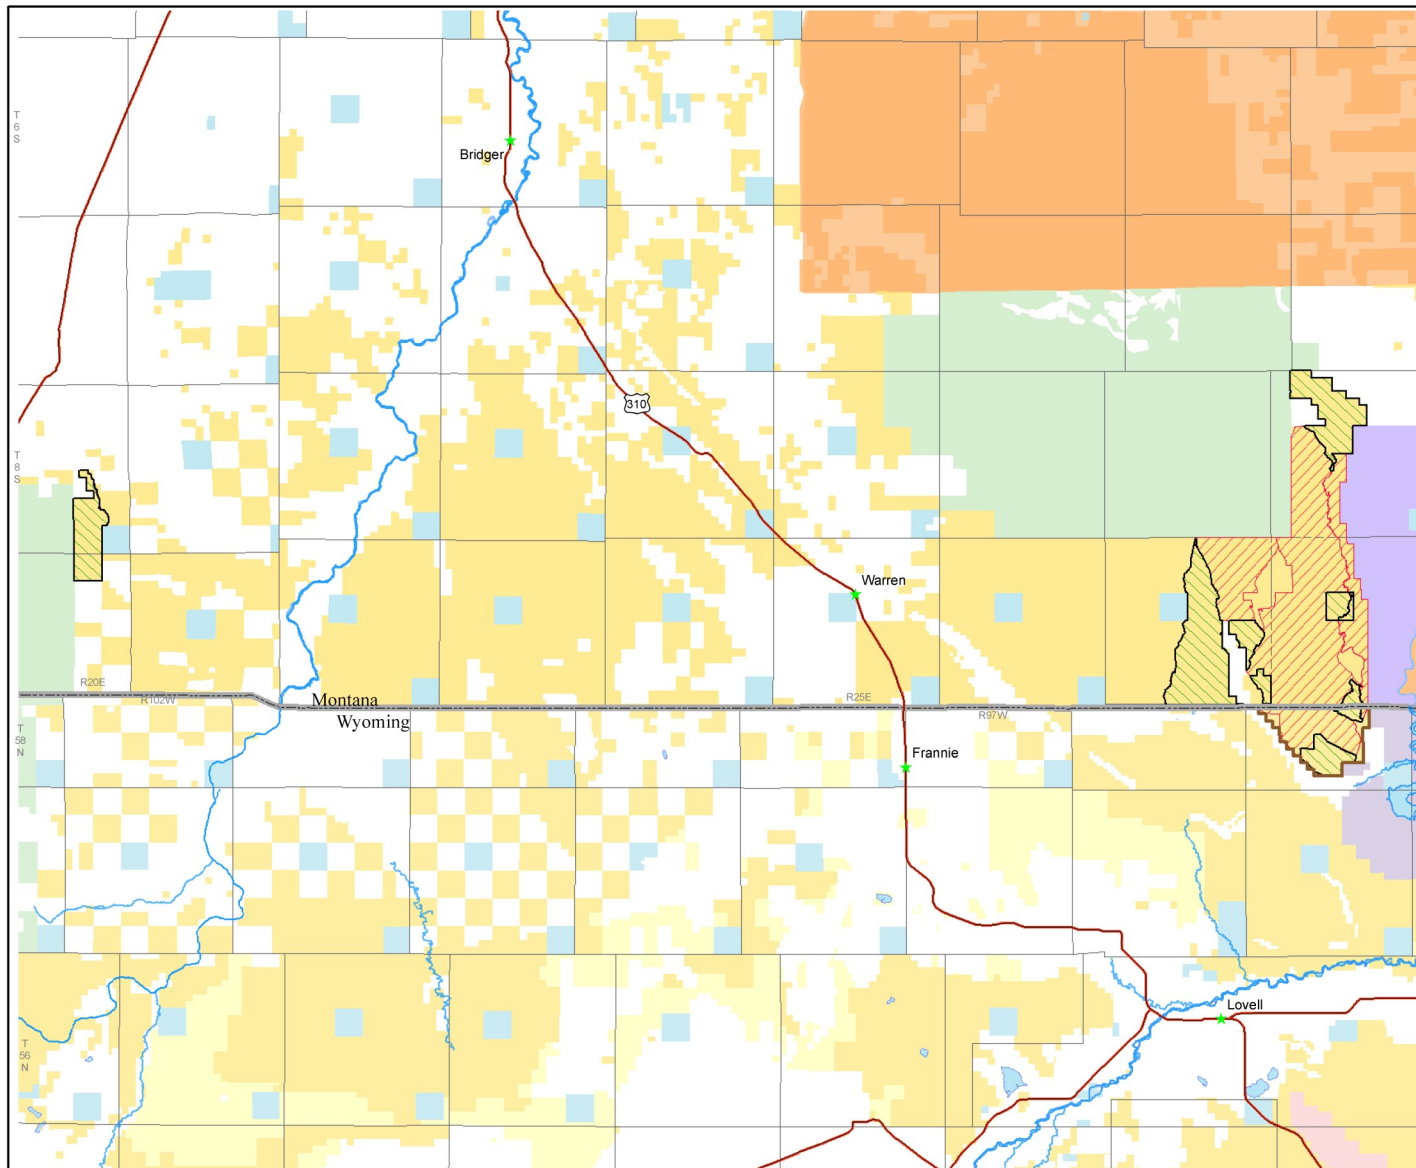 T
6
S
Bridger
310
T
8
S
Warren
R20E
R102W
Montana
Wyoming
R25E
R97W
T
58
N
Frannie
Lovell
T
56
N